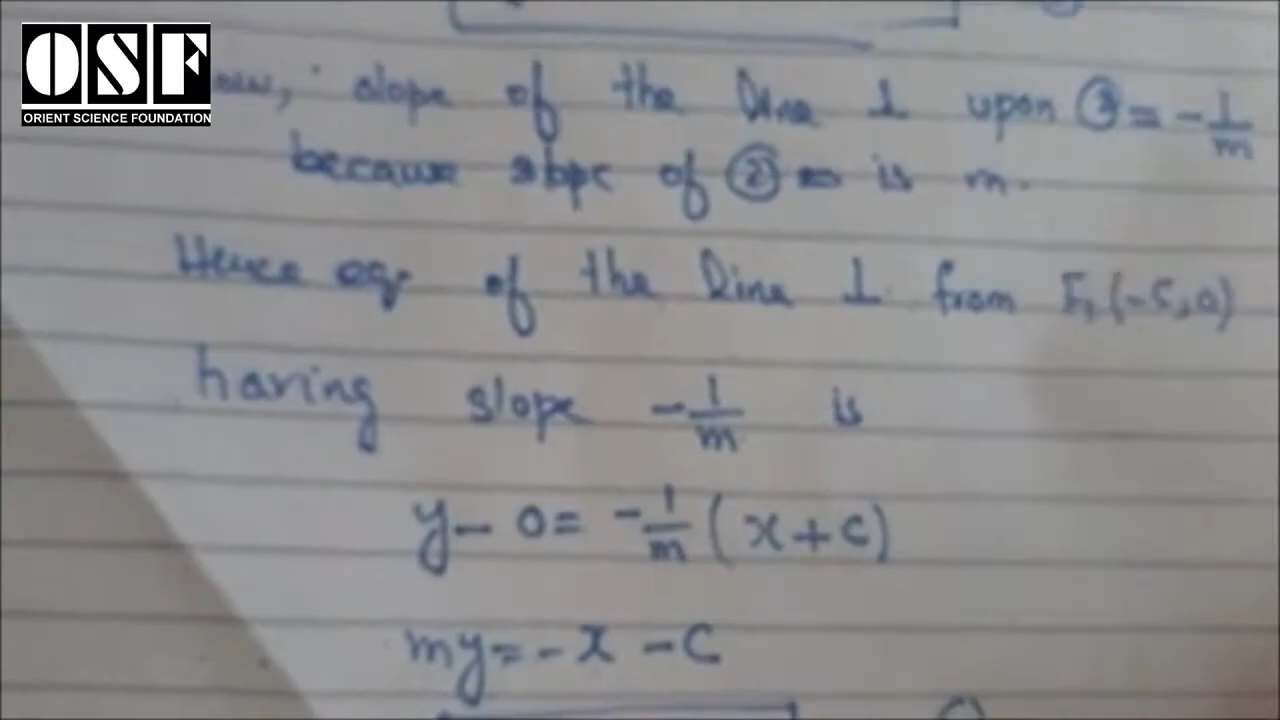 OSF
ORIENT SCIENCE FOUNDATION
slope of the line ⊥ upon ② = -1/m
because slope of ② is m.
Hence eq of the line ⊥ from F₁(-c,0)
having slope -1/m is
y - 0 = -1/m (x + c)
my = -x - c